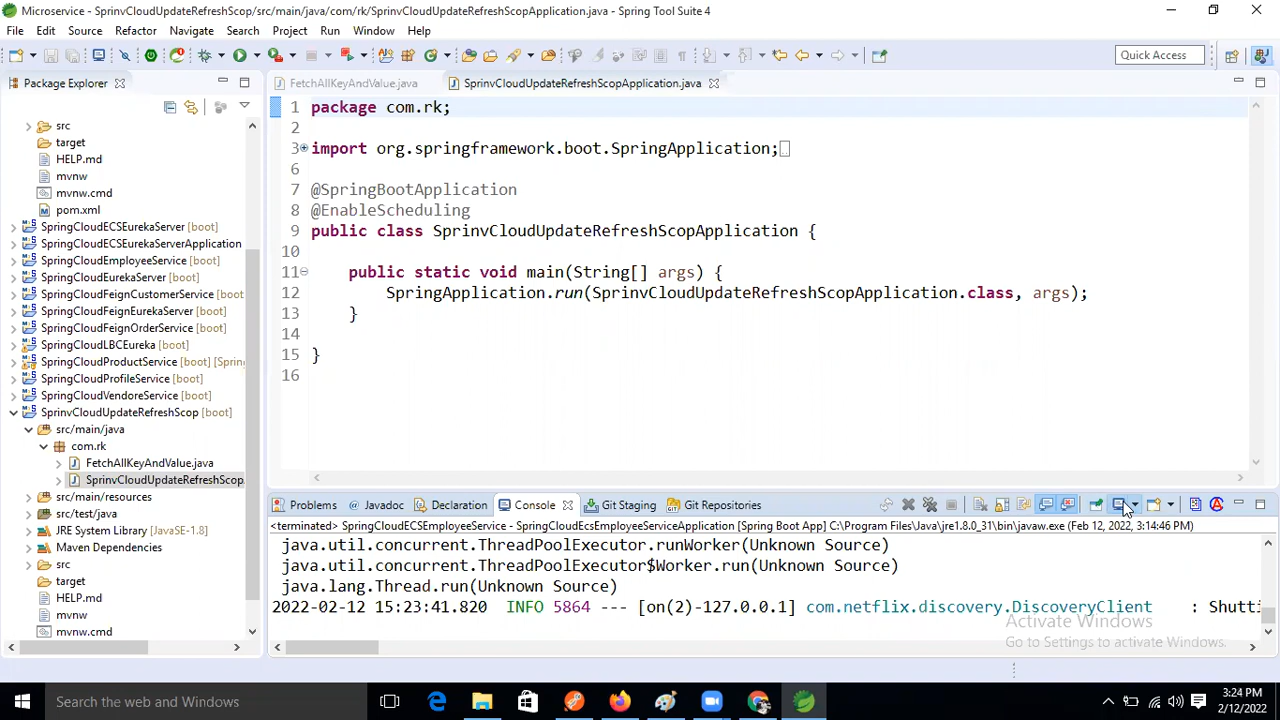 Microservice - SprinvCloudUpdateRefreshScop/src/main/java/com/rk/SprinvCloudUpdateRefreshScopApplication.java - Spring Tool Suite 4
File Edit Source Refactor Navigate Search Project Run Window Help
Quick Access
Package Explorer
src
target
HELP.md
mvnw
mvnw.cmd
pom.xml
SpringCloudECSEurekaServer [boot]
SpringCloudECSEurekaServerApplication
SpringCloudEmployeeService [boot]
SpringCloudEurekaServer [boot]
SpringCloudFeignCustomerService [boot]
SpringCloudFeignEurekaServer [boot]
SpringCloudFeignOrderService [boot]
SpringCloudLBCEureka [boot]
SpringCloudProductService [boot] [Spring
SpringCloudProfileService [boot]
SpringCloudVendoreService [boot]
SprinvCloudUpdateRefreshScop [boot]
src/main/java
com.rk
FetchAllKeyAndValue.java
SprinvCloudUpdateRefreshScop
src/main/resources
src/test/java
JRE System Library [JavaSE-1.8]
Maven Dependencies
src
target
HELP.md
mvnw
mvnw.cmd
FetchAllKeyAndValue.java SprinvCloudUpdateRefreshScopApplication.java
1 package com.rk;
2
3 import org.springframework.boot.SpringApplication;
6
7 @SpringBootApplication
8 @EnableScheduling
9 public class SprinvCloudUpdateRefreshScopApplication {
10
11 public static void main(String[] args) {
12 SpringApplication.run(SprinvCloudUpdateRefreshScopApplication.class, args);
13 }
14
15 }
16
Problems Javadoc Declaration Console Git Staging Git Repositories
<terminated> SpringCloudECSEmployeeService - SpringCloudEcsEmployeeServiceApplication [Spring Boot App] C:\Program Files\Java\jre1.8.0_31\bin\javaw.exe (Feb 12, 2022, 3:14:46 PM)
java.util.concurrent.ThreadPoolExecutor.runWorker(Unknown Source)
java.util.concurrent.ThreadPoolExecutor$Worker.run(Unknown Source)
java.lang.Thread.run(Unknown Source)
2022-02-12 15:23:41.820 INFO 5864 --- [on(2)-127.0.0.1] com.netflix.discovery.DiscoveryClient : Shutti
Activate Windows
Go to Settings to activate Windows.
Search the web and Windows
3:24 PM
2/12/2022